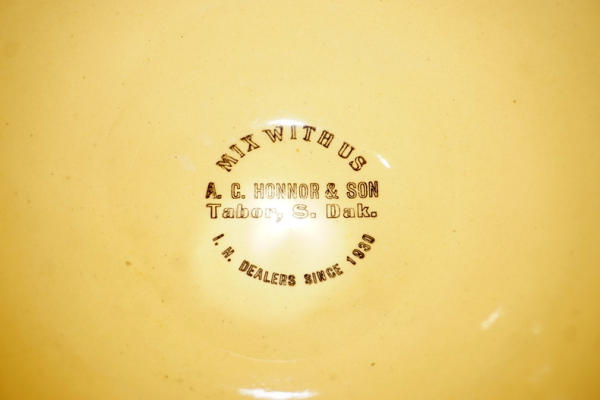 MIX WITH US
A. C. HONNOR & SON
Tabor, S. Dak.
I. H. DEALERS SINCE 1930